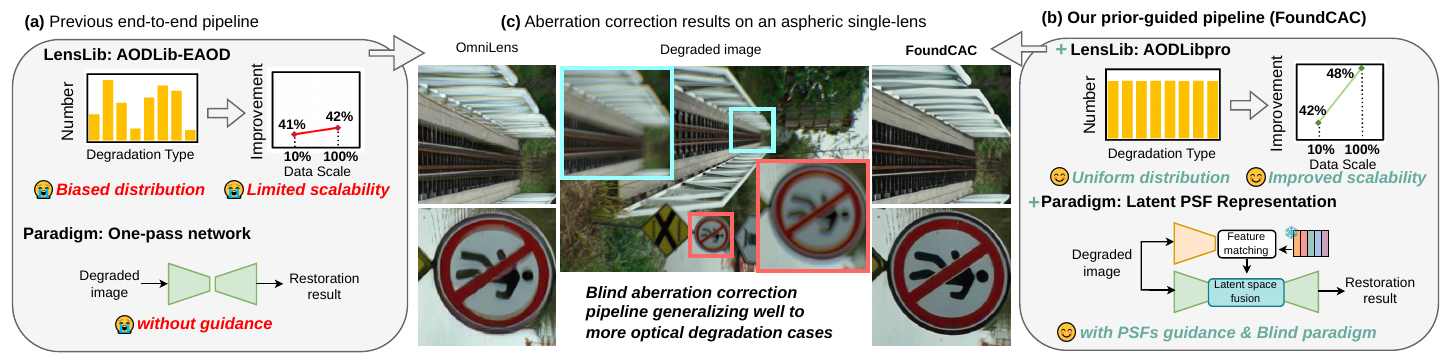 (a) Previous end-to-end pipeline
LensLib: AODLib-EAOD
Number
Degradation Type
Improvement
41%
42%
10%
100%
Data Scale
Biased distribution
Limited scalability
Paradigm: One-pass network
Degraded
image
Restoration
result
without guidance
(c) Aberration correction results on an aspheric single-lens
OmniLens
Degraded image
FoundCAC
Blind aberration correction
pipeline generalizing well to
more optical degradation cases
(b) Our prior-guided pipeline (FoundCAC)
+ LensLib: AODLibpro
Number
Degradation Type
Improvement
42%
48%
10%
100%
Data Scale
Uniform distribution
Improved scalability
+Paradigm: Latent PSF Representation
Degraded
image
Feature
matching
Latent space
fusion
Restoration
result
with PSFs guidance & Blind paradigm